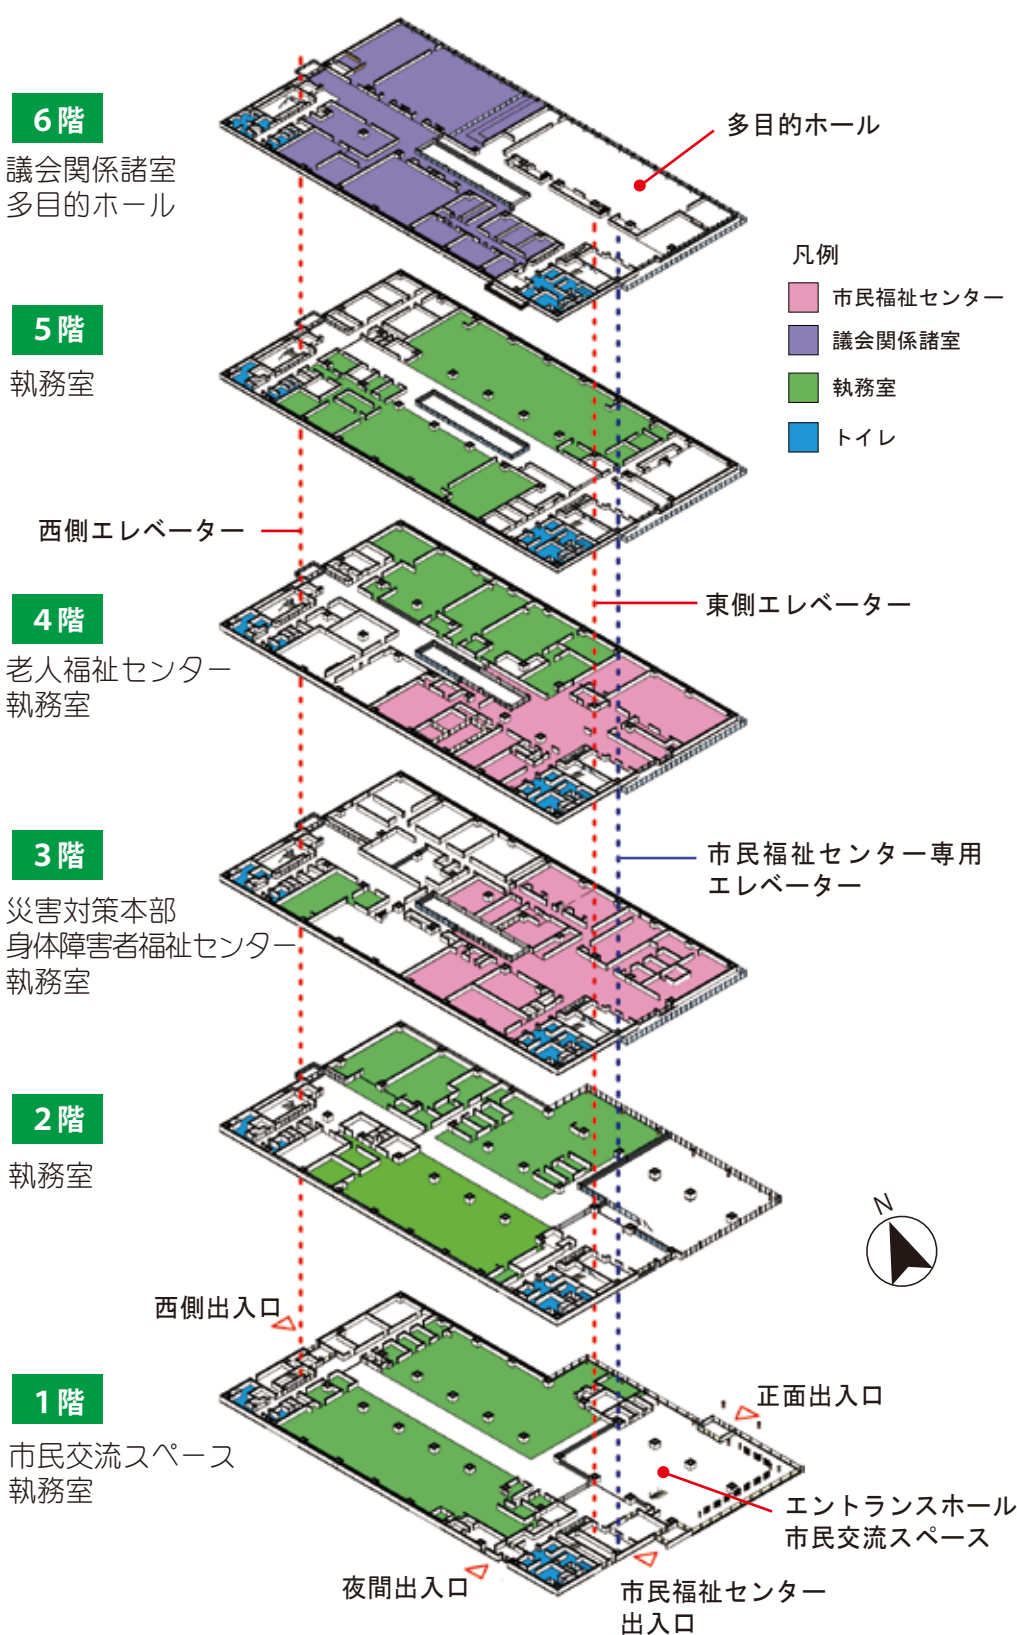 6階
議会関係諸室
多目的ホール
多目的ホール
凡例
市民福祉センター
議会関係諸室
執務室
トイレ
5階
執務室
西側エレベーター
東側エレベーター
4階
老人福祉センター
執務室
市民福祉センター専用
エレベーター
3階
災害対策本部
身体障害者福祉センター
執務室
2階
執務室
N
西側出入口
1階
市民交流スペース
執務室
正面出入口
エントランスホール
市民交流スペース
夜間出入口
市民福祉センター
出入口